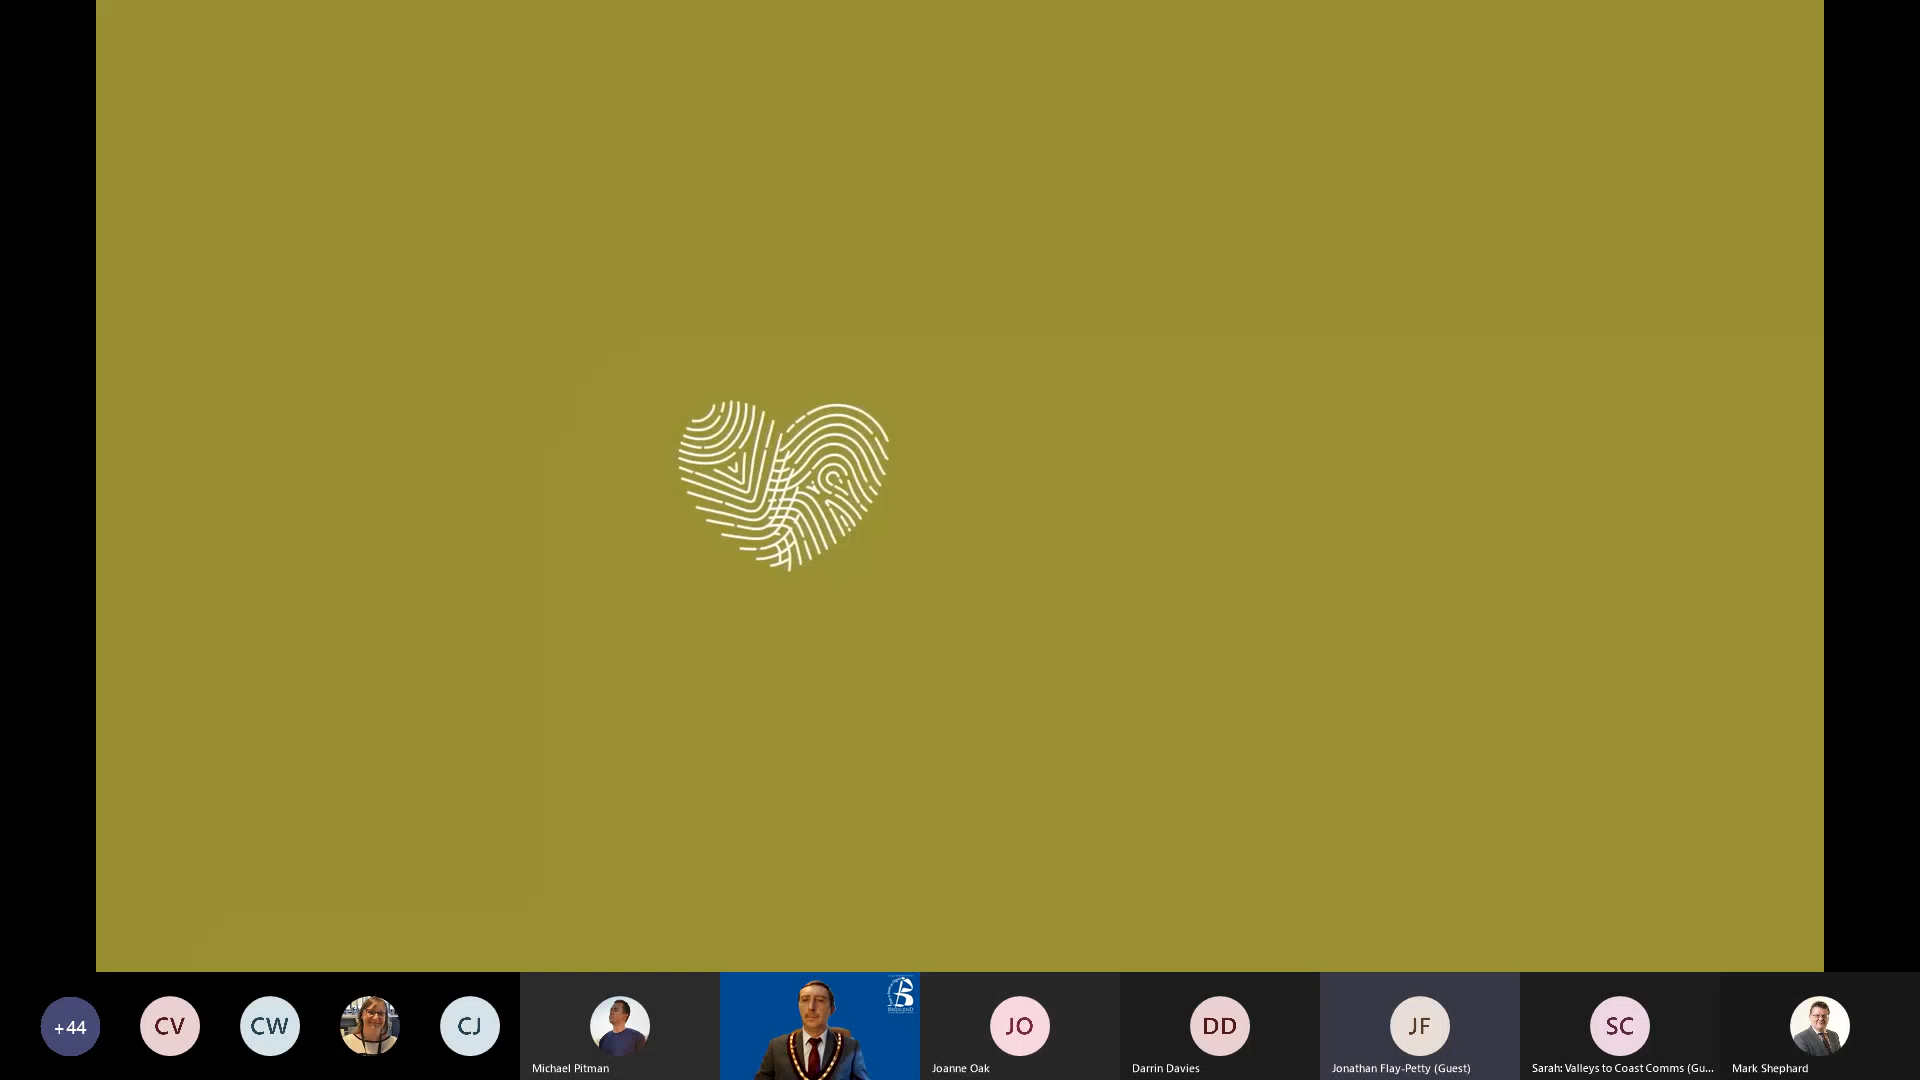 +44
CV
CW
CJ
Michael Pitman
B
BRIDGEND
JO
Joanne Oak
DD
Darrin Davies
JF
Jonathan Flay-Petty (Guest)
SC
Sarah: Valleys to Coast Comms (Gu...
Mark Shephard